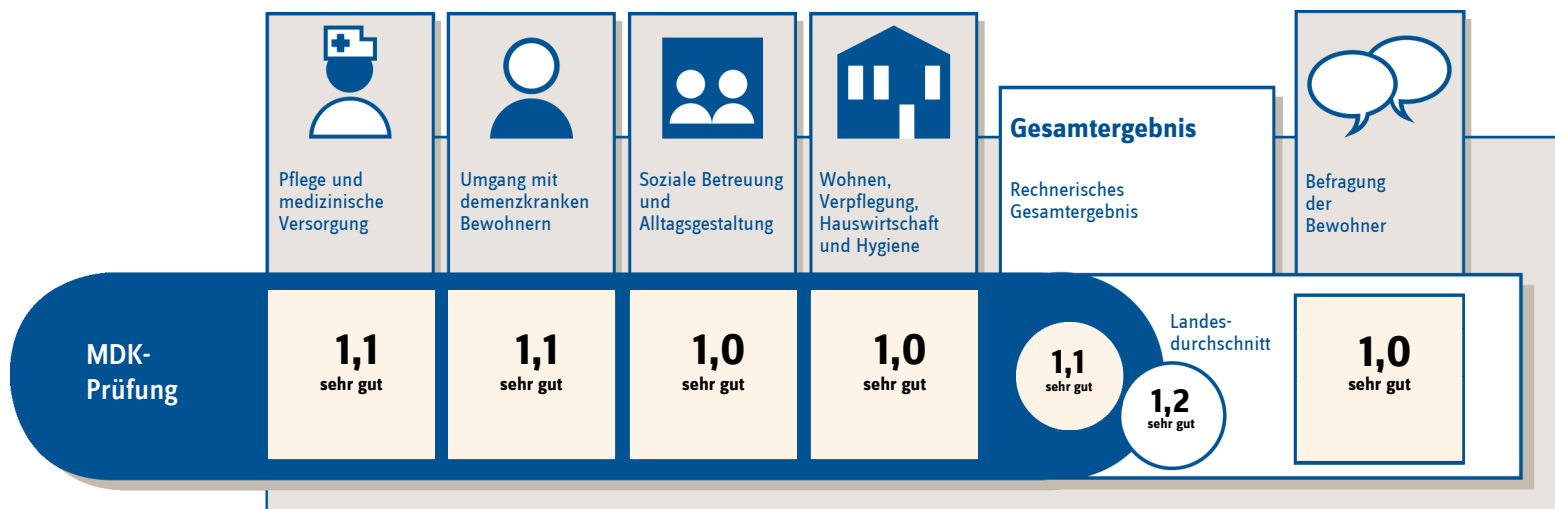 Pflege und
medizinische
Versorgung
Umgang mit
demenzkranken
Bewohnern
Soziale Betreuung
und
Alltagsgestaltung
Wohnen,
Verpflegung,
Hauswirtschaft
und Hygiene
Gesamtergebnis
Rechnerisches
Gesamtergebnis
Befragung
der
Bewohner
MDK-
Prüfung
1,1
sehr gut
1,1
sehr gut
1,0
sehr gut
1,0
sehr gut
1,1
sehr gut
Landes-
durchschnitt
1,2
sehr gut
1,0
sehr gut